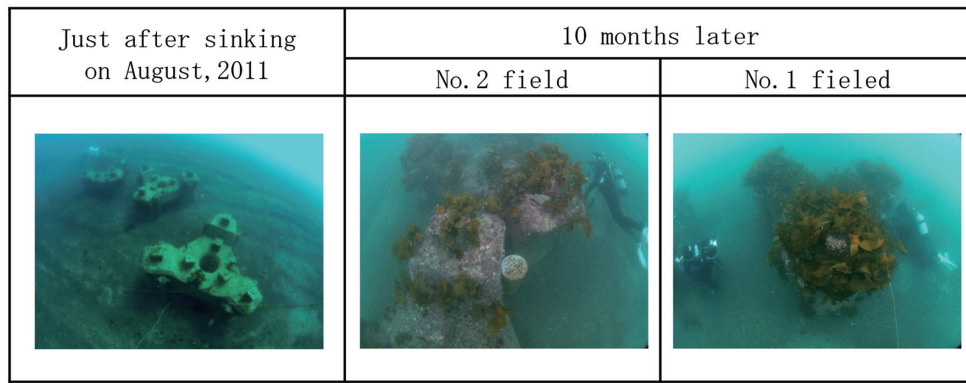 Just after sinking
on August, 2011
10 months later
No. 2 field
No. 1 fieled